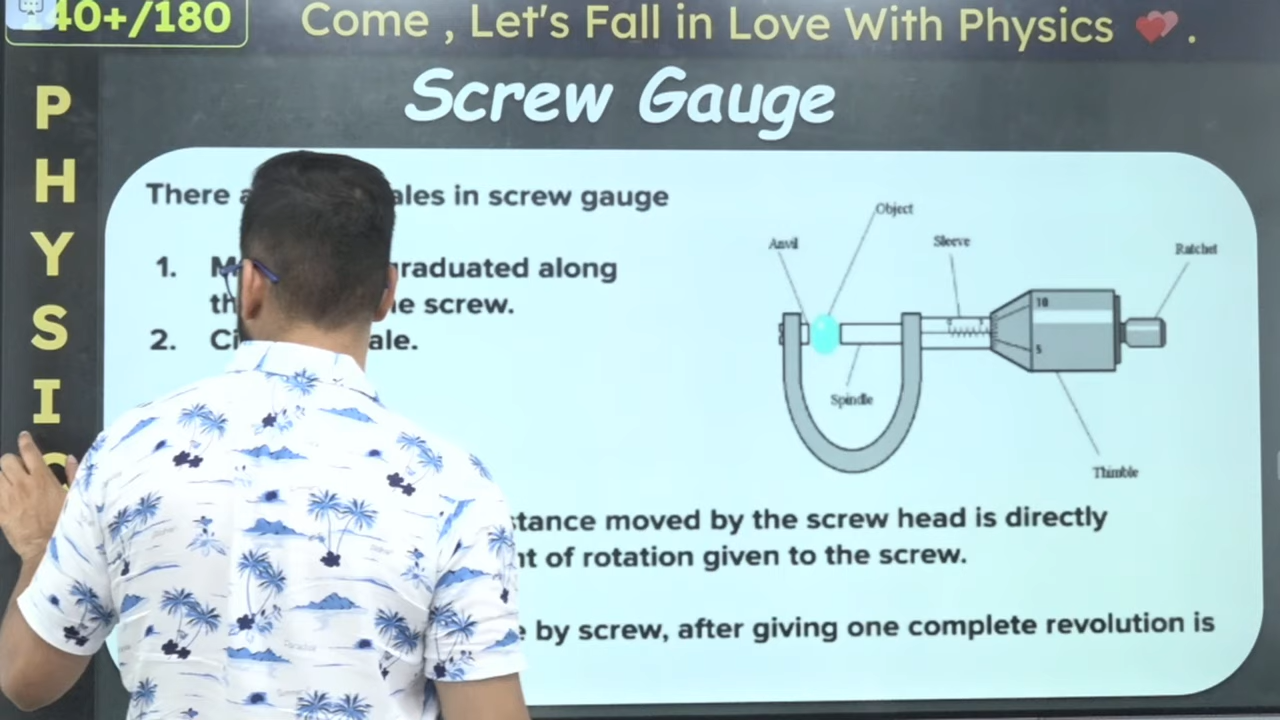 40+/180
Come , Let's Fall in Love With Physics
PHYSI
Screw Gauge
There ales in screw gauge
1. M graduated along
th e screw.
2. Ci ale.
Object
Anvil
Sleeve
Ratchet
10
5
Spindle
Thimble
stance moved by the screw head is directly
nt of rotation given to the screw.
e by screw, after giving one complete revolution is